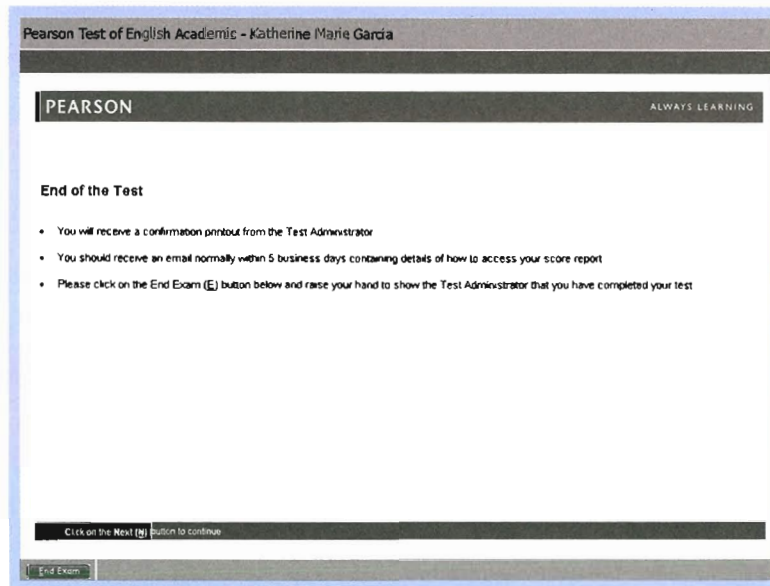 Pearson Test of English Academic - Katherine Marie Garcia
PEARSON
ALWAYS LEARNING
End of the Test
• You will receive a confirmation printout from the Test Administrator
• You should receive an email normally within 5 business days containing details of how to access your score report
• Please click on the End Exam (E) button below and raise your hand to show the Test Administrator that you have completed your test
Click on the Next (N) button to continue
End Exam